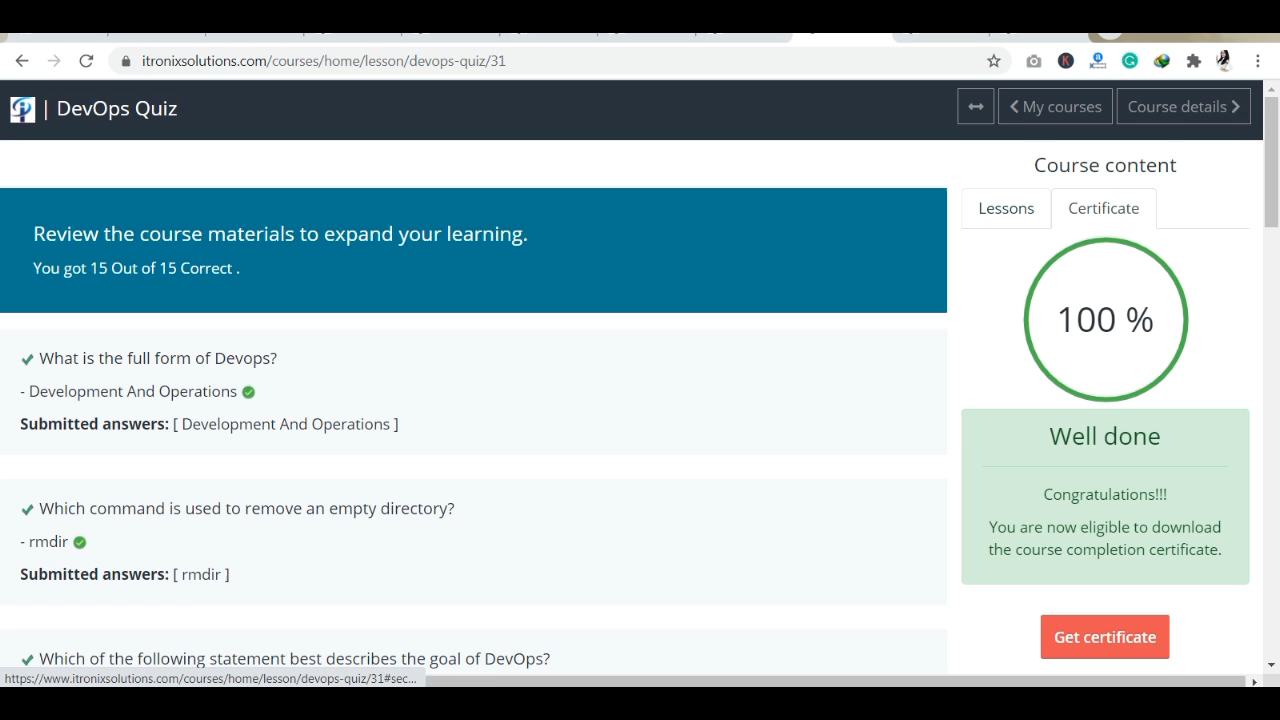 itronixsolutions.com/courses/home/lesson/devops-quiz/31
| DevOps Quiz
My courses
Course details
Course content
Lessons
Certificate
Review the course materials to expand your learning.
You got 15 Out of 15 Correct .
100 %
What is the full form of Devops?
- Development And Operations
Submitted answers: [ Development And Operations ]
Well done
Congratulations!!!
You are now eligible to download
the course completion certificate.
Which command is used to remove an empty directory?
- rmdir
Submitted answers: [ rmdir ]
Get certificate
Which of the following statement best describes the goal of DevOps?
https://www.itronixsolutions.com/courses/home/lesson/devops-quiz/31#sec...